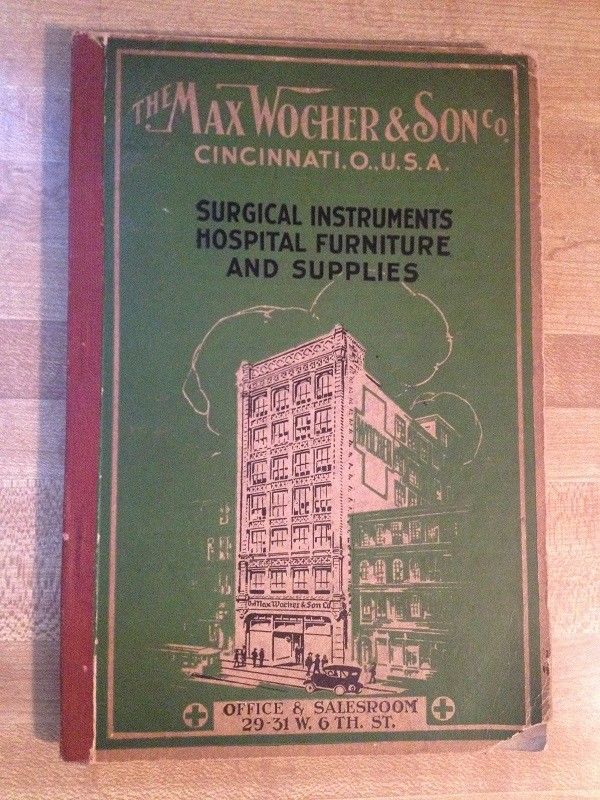 THE MAX WOCHER & SON CO.
CINCINNATI.O.,U.S.A.
SURGICAL INSTRUMENTS
HOSPITAL FURNITURE
AND SUPPLIES
WOCHER
The Max Wocher & Son Co.
OFFICE & SALESROOM
29-31 W. 6 TH. ST.